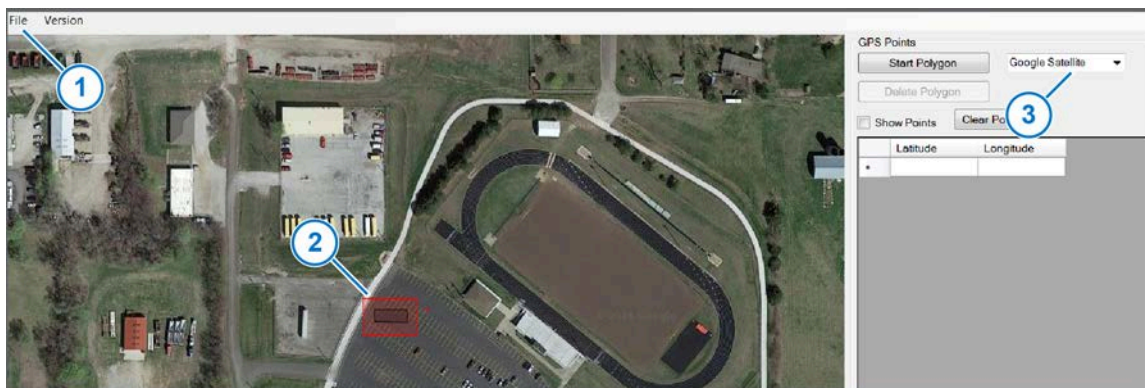 File Version
1
2
GPS Points
Start Polygon
Google Satellite
Delete Polygon
3
Show Points
Clear Po
Latitude Longitude